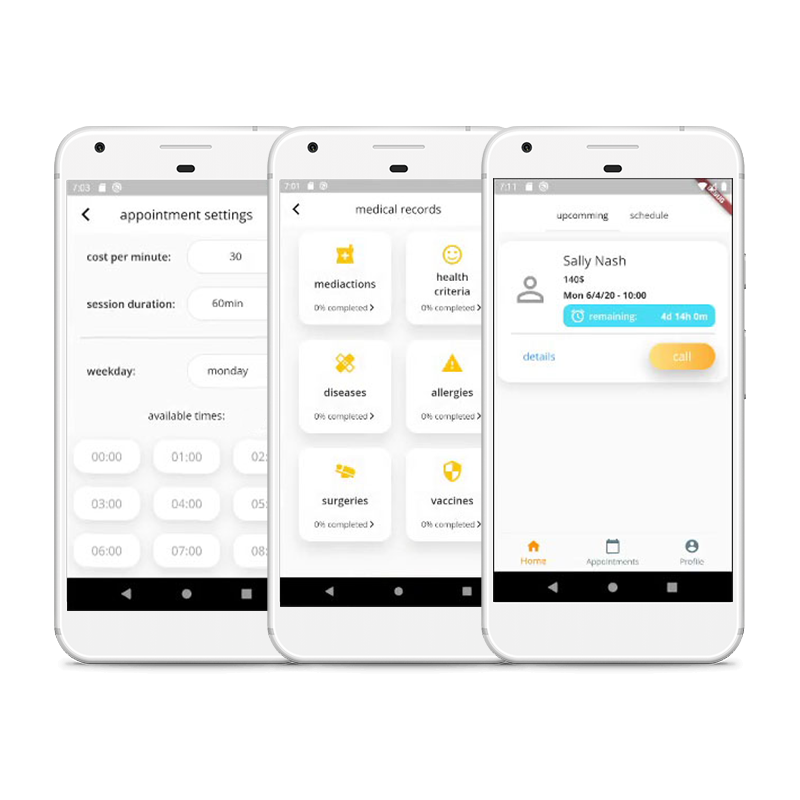 7:03
appointment settings
cost per minute: 30
session duration: 60min
weekday: monday
available times:
00:00 01:00 02:
03:00 04:00 05:
06:00 07:00 08:
7:01
medical records
mediactions
0% completed
health
criteria
0% completed
diseases
0% completed
allergies
0% completed
surgeries
0% completed
vaccines
0% completed
7:11
DEBUG
upcomming schedule
Sally Nash
140$
Mon 6/4/20 - 10:00
remaining: 4d 14h 0m
details call
Home Appointments Profile